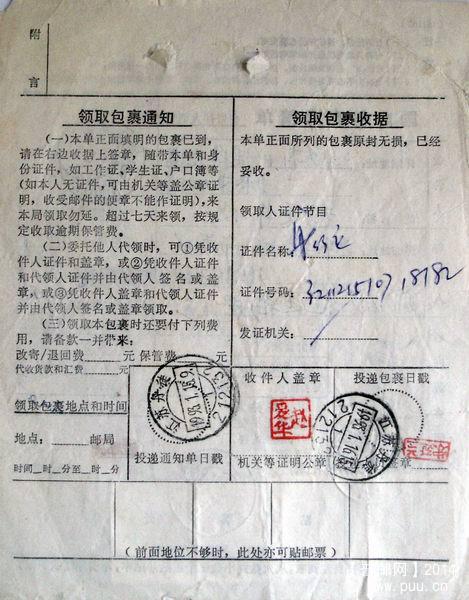 附
言
领取包裹通知
(一)本单正面填明的包裹已到,
请在右边收据上签章,随带本单和身
份证件,如工作证、学生证、户口簿等
(如本人无证件,可由机关等盖公章证
明,收受邮件的便章不能作证明),来
本局领取勿延。超过七天来领,按规
定收取逾期保管费。
(二)委托他人代领时,可①凭收
件人证件和盖章,或②凭收件人证件
和代领人证件并由代领人签名或盖
章,或③凭收件人盖章和代领人证件
并由代领人签名或盖章领取。
(三)领取本包裹时还要付下列费
用,请备款一并带来:
改寄/退回费 元 保管费 元
代收货款和汇费 元
领取包裹地点和时间
地点: 邮局
时间 时 分至 时 分
投递通知单日戳
领取包裹收据
本单正面所列的包裹原封无损,已经
妥收。
领取人证件节目
证件名称:
证件号码:
发证机关:
收件人盖章
投递包裹日戳
机关等证明公章
章
(前面地位不够时,此处亦可贴邮票)
2014
www.puu.cn